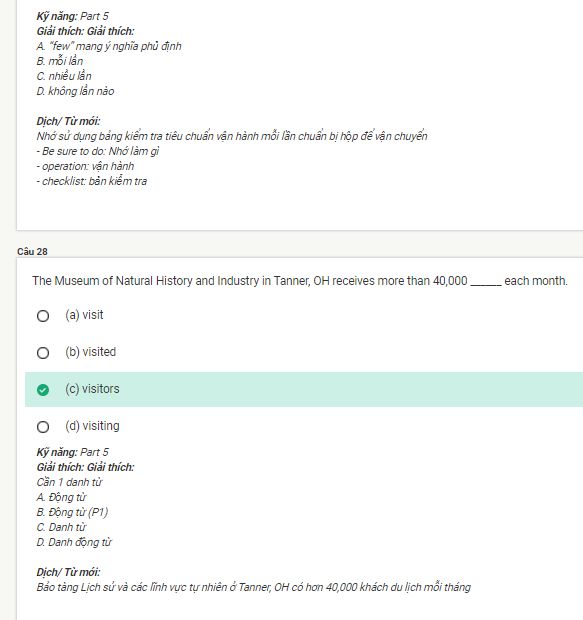 Kỹ năng: Part 5
Giải thích: Giải thích:
A. "few" mang ý nghĩa phủ định
B. mỗi lần
C. nhiều lần
D. không lần nào
Dịch/ Từ mới:
Nhớ sử dụng bảng kiểm tra tiêu chuẩn vận hành mỗi lần chuẩn bị hộp để vận chuyển
- Be sure to do: Nhớ làm gì
- operation: vận hành
- checklist: bản kiểm tra
Câu 28
The Museum of Natural History and Industry in Tanner, OH receives more than 40,000 ______ each month.
(a) visit
(b) visited
(c) visitors
(d) visiting
Kỹ năng: Part 5
Giải thích: Giải thích:
Cần 1 danh từ
A. Động từ
B. Động từ (P1)
C. Danh từ
D. Danh động từ
Dịch/ Từ mới:
Bảo tàng Lịch sử và các lĩnh vực tự nhiên ở Tanner, OH có hơn 40,000 khách du lịch mỗi tháng